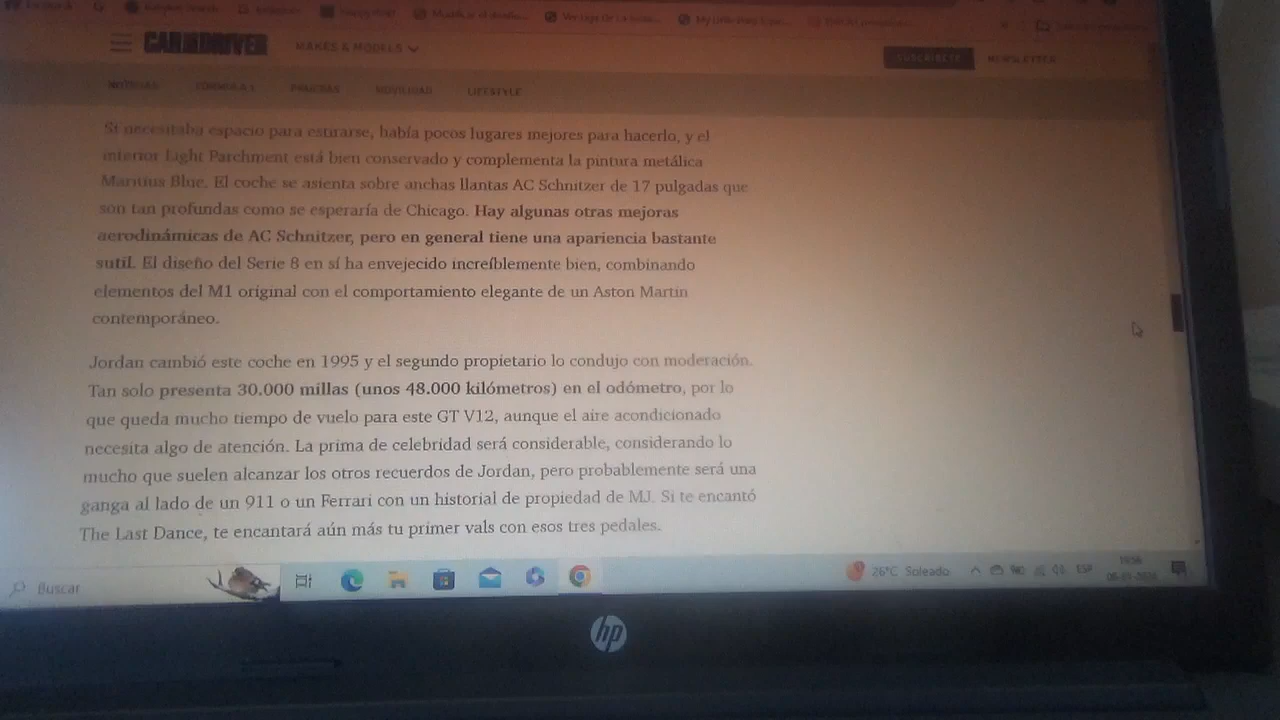 Facebook
CAR AND DRIVER MAKES & MODELS SUSCRÍBETE NEWSLETTER
NOTICIAS FÓRMULA 1 PRUEBAS MOVILIDAD LIFESTYLE
Si necesitaba espacio para estirarse, había pocos lugares mejores para hacerlo, y el
interior Light Parchment está bien conservado y complementa la pintura metálica
Maritius Blue. El coche se asienta sobre anchas llantas AC Schnitzer de 17 pulgadas que
son tan profundas como se esperaría de Chicago. Hay algunas otras mejoras
aerodinámicas de AC Schnitzer, pero en general tiene una apariencia bastante
sutil. El diseño del Serie 8 en sí ha envejecido increíblemente bien, combinando
elementos del M1 original con el comportamiento elegante de un Aston Martin
contemporáneo.
Jordan cambió este coche en 1995 y el segundo propietario lo condujo con moderación.
Tan solo presenta 30.000 millas (unos 48.000 kilómetros) en el odómetro, por lo
que queda mucho tiempo de vuelo para este GT V12, aunque el aire acondicionado
necesita algo de atención. La prima de celebridad será considerable, considerando lo
mucho que suelen alcanzar los otros recuerdos de Jordan, pero probablemente será una
ganga al lado de un 911 o un Ferrari con un historial de propiedad de MJ. Si te encantó
The Last Dance, te encantará aún más tu primer vals con esos tres pedales.
Buscar 26°C Soleado ESP
hp